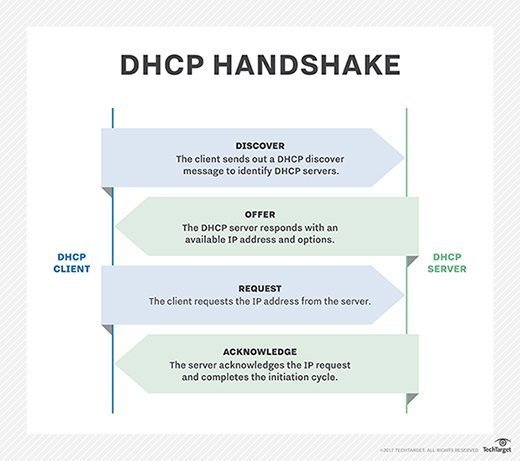 DHCP HANDSHAKE
DISCOVER
The client sends out a DHCP discover
message to identify DHCP servers.
OFFER
The DHCP server responds with an
available IP address and options.
DHCP
CLIENT
DHCP
SERVER
REQUEST
The client requests the IP address from the server.
ACKNOWLEDGE
The server acknowledges the IP request
and completes the initiation cycle.
©2017 TECHTARGET. ALL RIGHTS RESERVED
TechTarget